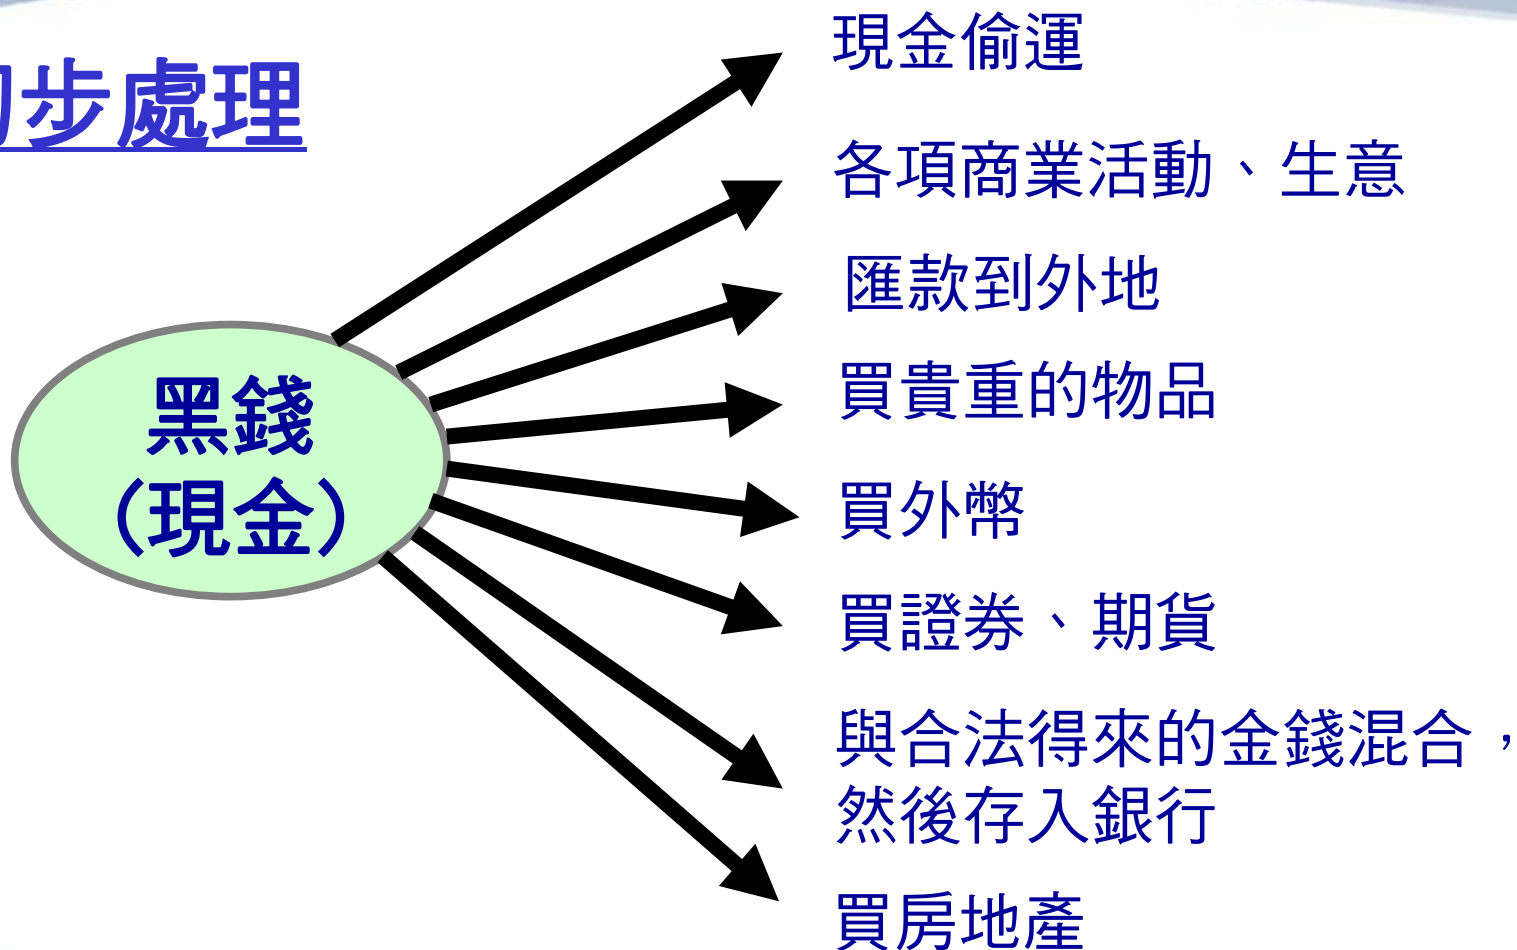 步處理
現金偷運
各項商業活動、生意
匯款到外地
買貴重的物品
黑錢
(現金)
買外幣
買證券、期貨
與合法得來的金錢混合，
然後存入銀行
買房地產